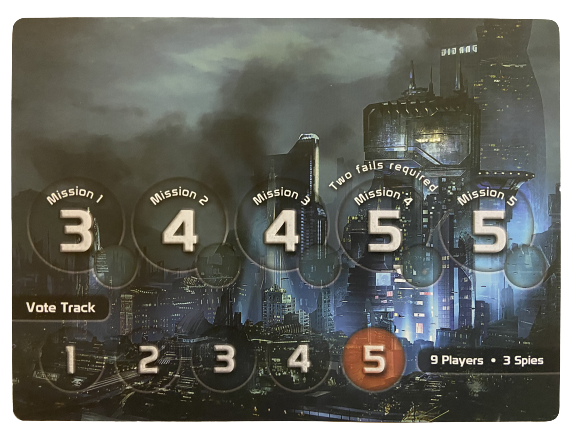 Two fails required
Mission 1 Mission 2 Mission 3 Mission 4 Mission 5
3 4 4 5 5
Vote Track
1 2 3 4 5
9 Players • 3 Spies